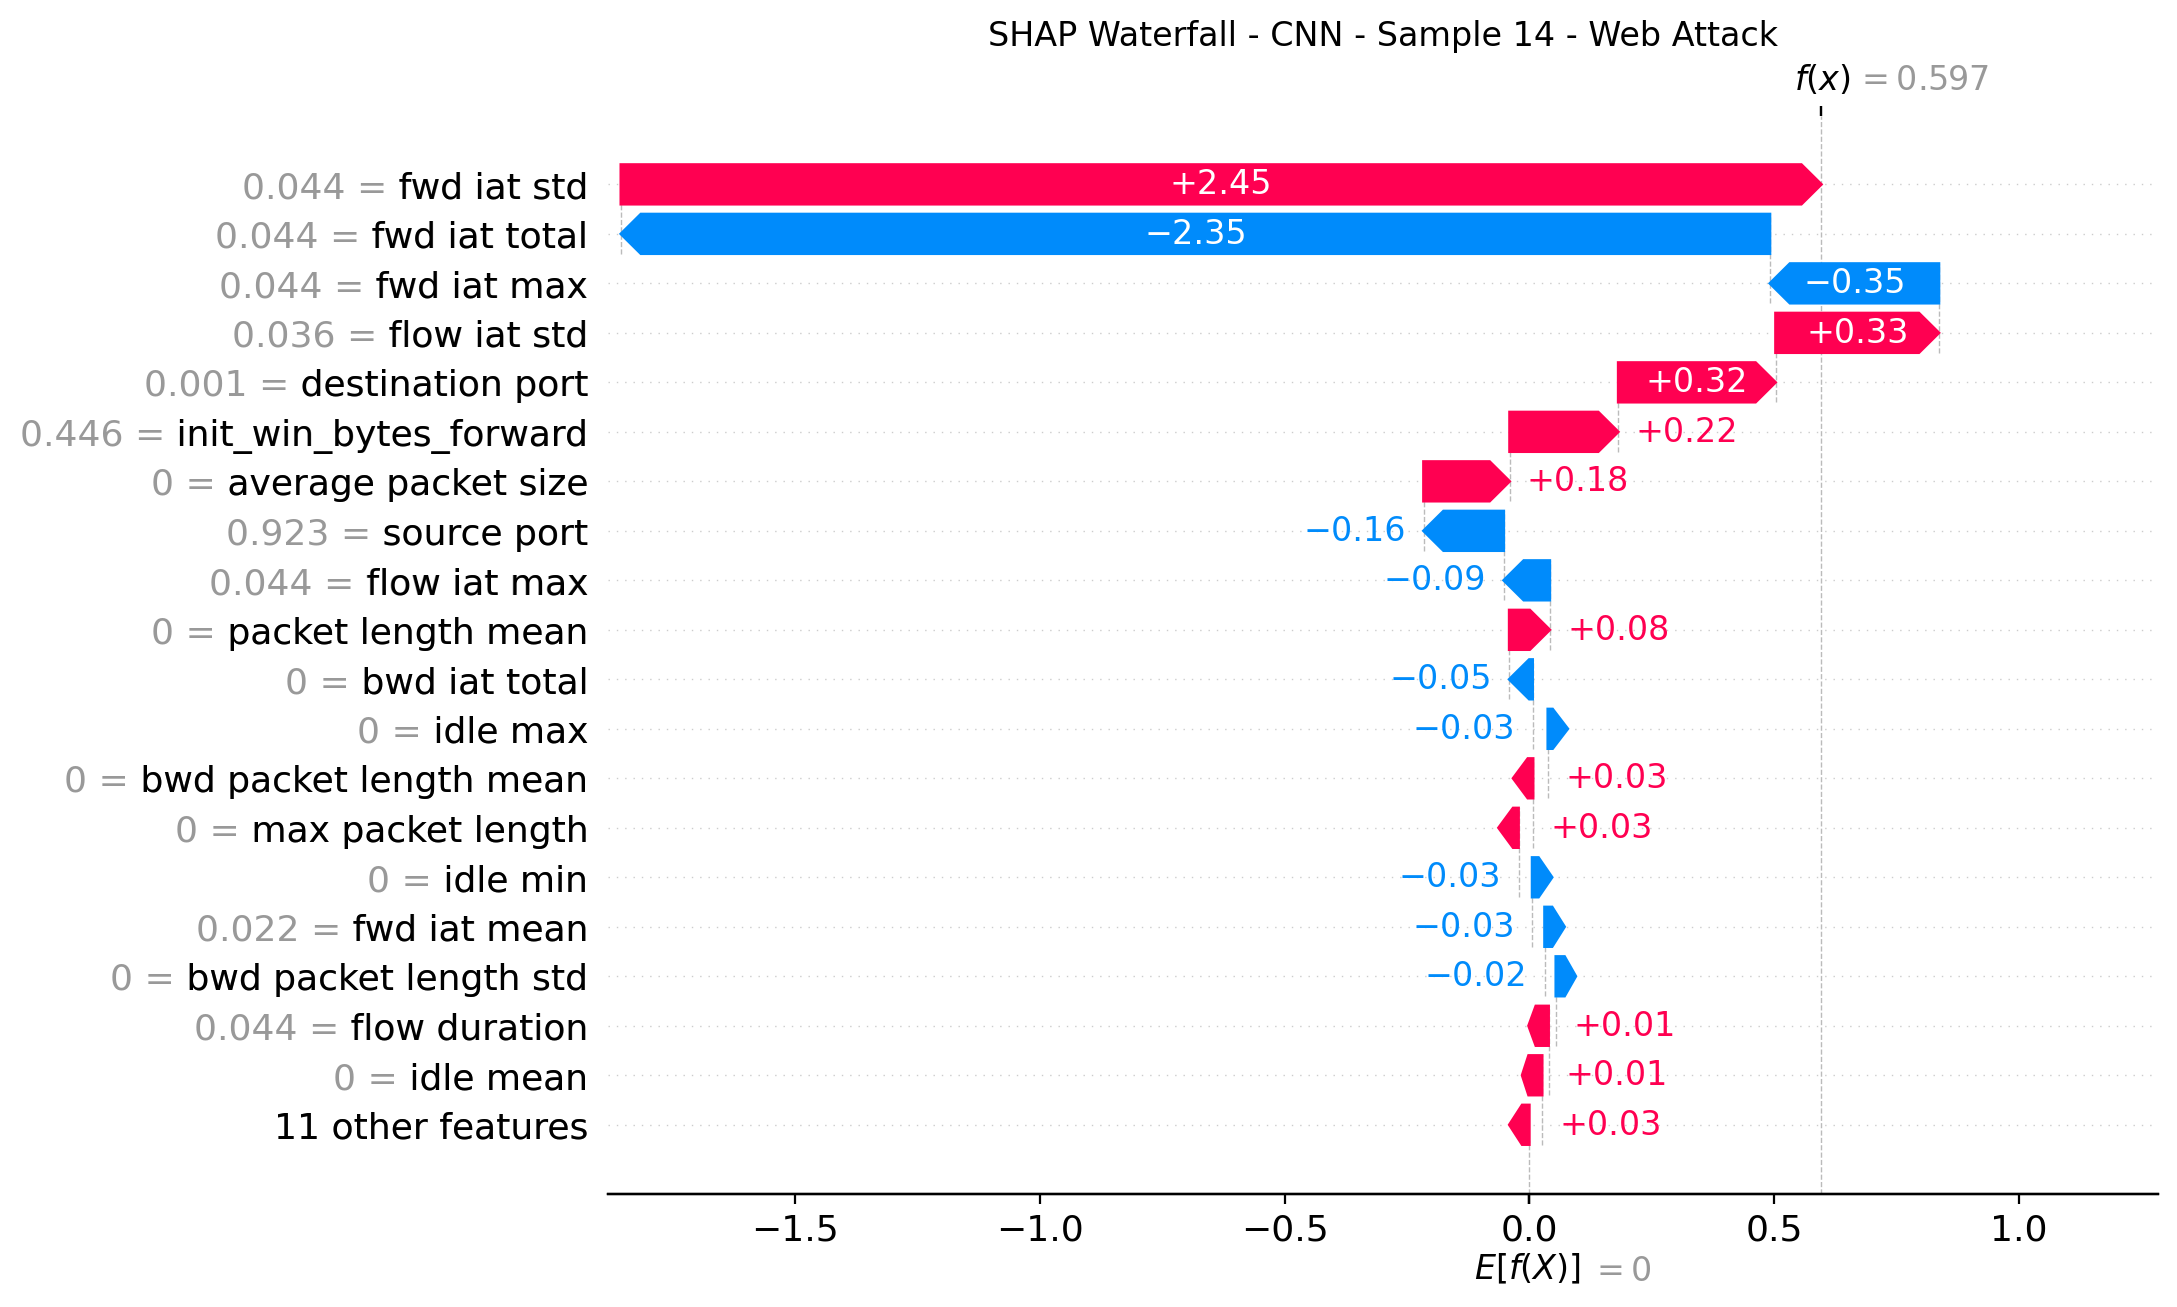 SHAP Waterfall - CNN - Sample 14 - Web Attack
f(x) = 0.597
0.044 = fwd iat std +2.45
0.044 = fwd iat total −2.35
0.044 = fwd iat max −0.35
0.036 = flow iat std +0.33
0.001 = destination port +0.32
0.446 = init_win_bytes_forward +0.22
0 = average packet size +0.18
0.923 = source port −0.16
0.044 = flow iat max −0.09
0 = packet length mean +0.08
0 = bwd iat total −0.05
0 = idle max −0.03
0 = bwd packet length mean +0.03
0 = max packet length +0.03
0 = idle min −0.03
0.022 = fwd iat mean −0.03
0 = bwd packet length std −0.02
0.044 = flow duration +0.01
0 = idle mean +0.01
11 other features +0.03
−1.5 −1.0 −0.5 0.0 0.5 1.0
E[f(X)] = 0